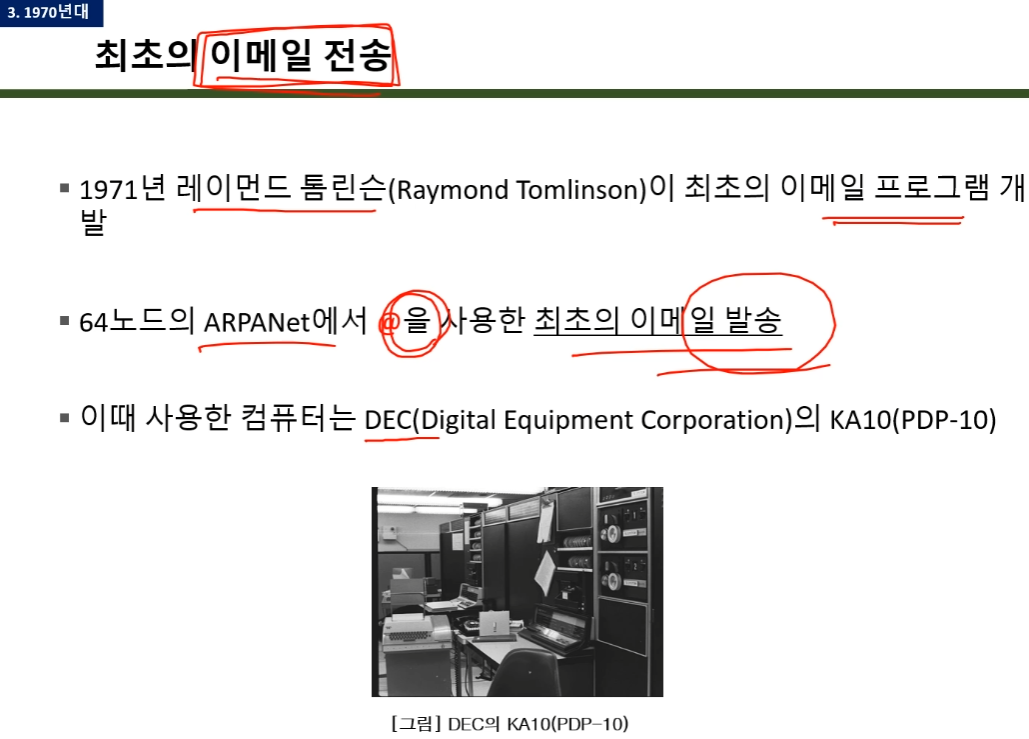 3. 1970년대
최초의 이메일 전송
▪ 1971년 레이먼드 톰린슨(Raymond Tomlinson)이 최초의 이메일 프로그램 개
발
▪ 64노드의 ARPANet에서 @을 사용한 최초의 이메일 발송
▪ 이때 사용한 컴퓨터는 DEC(Digital Equipment Corporation)의 KA10(PDP-10)
[그림] DEC의 KA10(PDP-10)